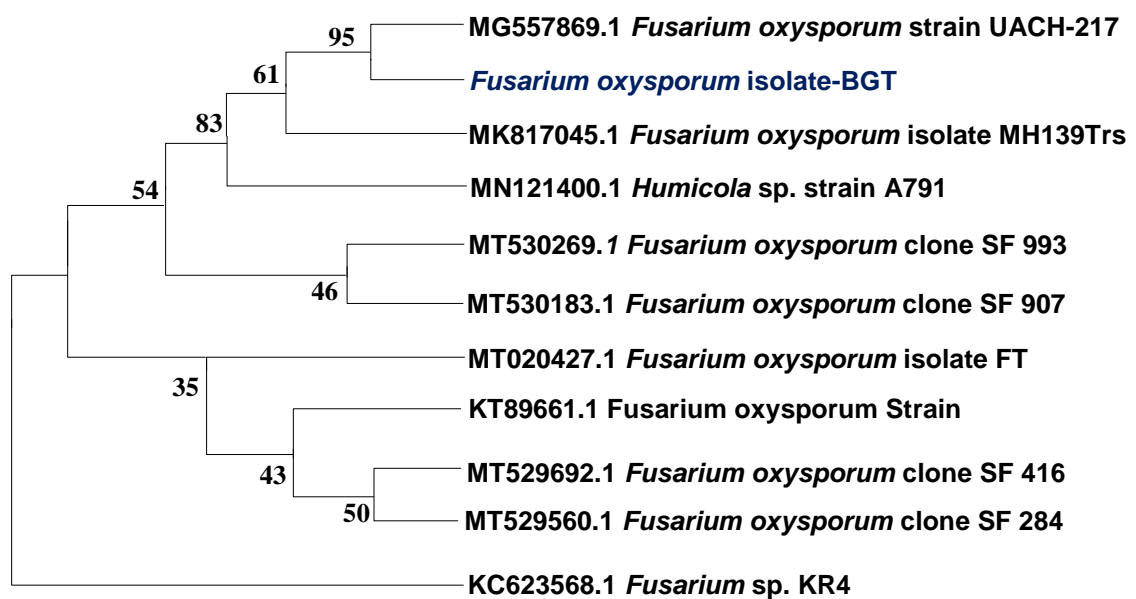 MG557869.1 Fusarium oxysporum strain UACH-217
95
Fusarium oxysporum isolate-BGT
61
83
MK817045.1 Fusarium oxysporum isolate MH139Trs
54
MN121400.1 Humicola sp. strain A791
MT530269.1 Fusarium oxysporum clone SF 993
46
MT530183.1 Fusarium oxysporum clone SF 907
MT020427.1 Fusarium oxysporum isolate FT
35
KT89661.1 Fusarium oxysporum Strain
43
MT529692.1 Fusarium oxysporum clone SF 416
50
MT529560.1 Fusarium oxysporum clone SF 284
KC623568.1 Fusarium sp. KR4